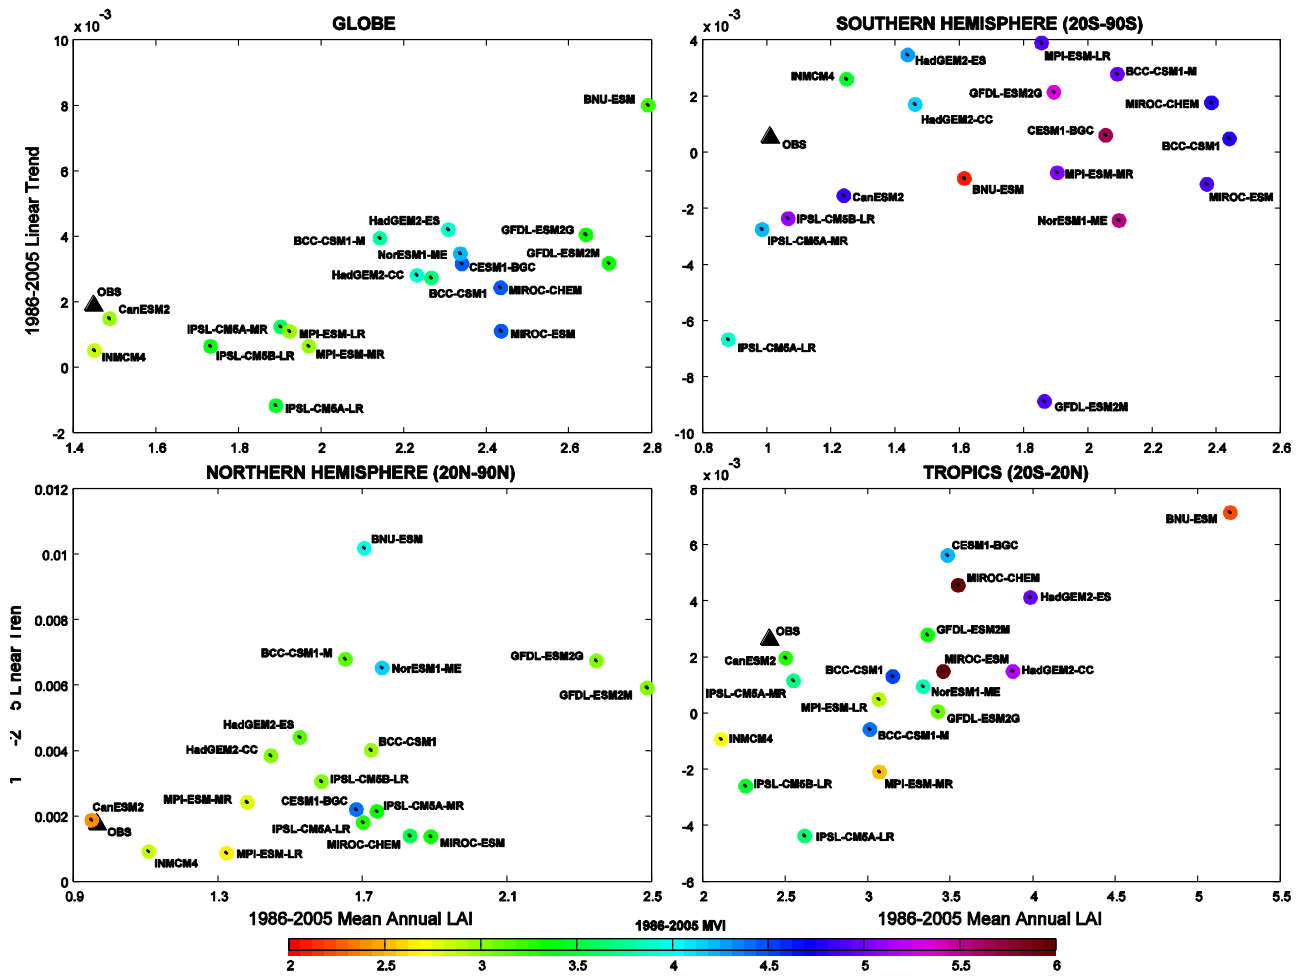 GLOBE
x 10^-3
10
8
6
4
2
0
-2
1.4
1.6
1.8
2
2.2
2.4
2.6
2.8
1986-2005 Linear Trend
BNU-ESM
HadGEM2-ES
BCC-CSM1-M
GFDL-ESM2G
NorESM1-ME
GFDL-ESM2M
CESM1-BGC
HadGEM2-CC
BCC-CSM1
MIROC-CHEM
OBS
CanESM2
IPSL-CM5A-MR
MPI-ESM-LR
MIROC-ESM
INMCM4
IPSL-CM5B-LR
MPI-ESM-MR
IPSL-CM5A-LR
SOUTHERN HEMISPHERE (20S-90S)
x 10^-3
4
2
0
-2
-4
-6
-8
-10
0.8
1
1.2
1.4
1.6
1.8
2
2.2
2.4
2.6
HadGEM2-ES
MPI-ESM-LR
INMCM4
BCC-CSM1-M
GFDL-ESM2G
MIROC-CHEM
HadGEM2-CC
CESM1-BGC
OBS
BCC-CSM1
MPI-ESM-MR
BNU-ESM
CanESM2
MIROC-ESM
IPSL-CM5B-LR
NorESM1-ME
IPSL-CM5A-MR
IPSL-CM5A-LR
GFDL-ESM2M
NORTHERN HEMISPHERE (20N-90N)
0.012
0.01
0.008
0.006
0.004
0.002
0
0.9
1.3
1.7
2.1
2.5
1986-2005 Mean Annual LAI
BNU-ESM
BCC-CSM1-M
NorESM1-ME
GFDL-ESM2G
GFDL-ESM2M
HadGEM2-ES
HadGEM2-CC
BCC-CSM1
IPSL-CM5B-LR
MPI-ESM-MR
CESM1-BGC
IPSL-CM5A-MR
CanESM2
OBS
IPSL-CM5A-LR
MIROC-CHEM
MIROC-ESM
INMCM4
MPI-ESM-LR
TROPICS (20S-20N)
x 10^-3
8
6
4
2
0
-2
-4
-6
2
2.5
3
3.5
4
4.5
5
5.5
1986-2005 Mean Annual LAI
BNU-ESM
CESM1-BGC
MIROC-CHEM
HadGEM2-ES
OBS
GFDL-ESM2M
CanESM2
MIROC-ESM
BCC-CSM1
HadGEM2-CC
IPSL-CM5A-MR
NorESM1-ME
MPI-ESM-LR
GFDL-ESM2G
INMCM4
BCC-CSM1-M
IPSL-CM5B-LR
MPI-ESM-MR
IPSL-CM5A-LR
1986-2005 MVI
2
2.5
3
3.5
4
4.5
5
5.5
6